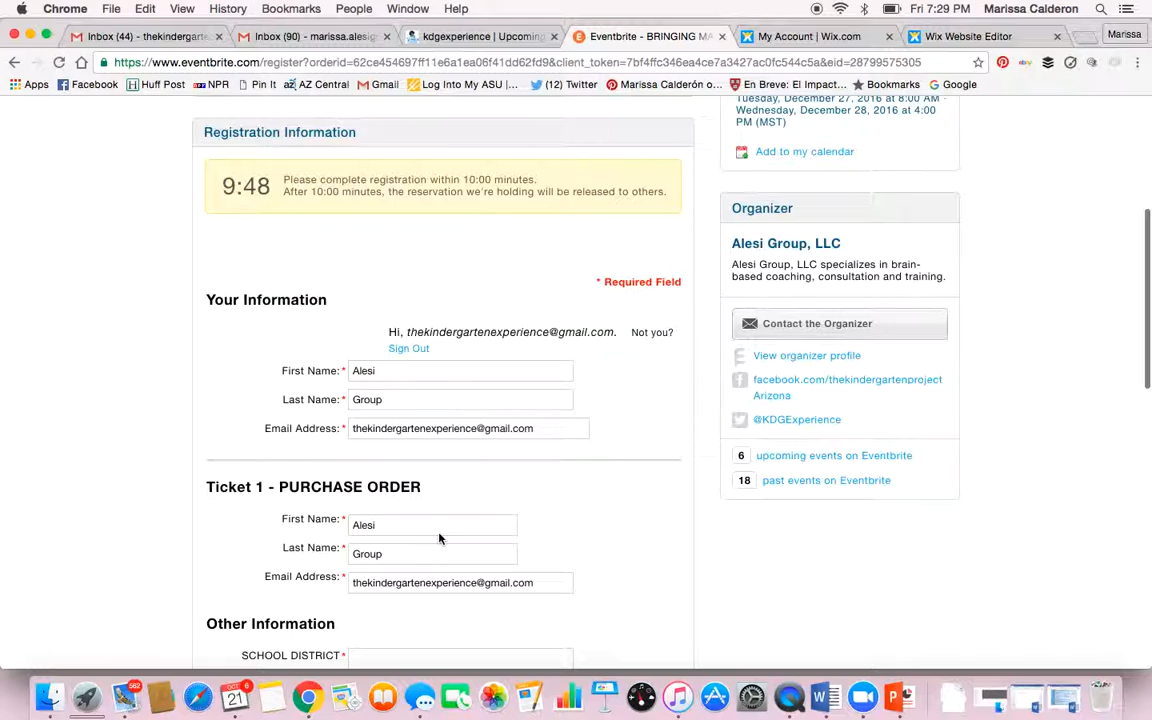 Chrome File Edit View History Bookmarks People Window Help Fri 7:29 PM Marissa Calderon
Inbox (44) - thekindergarte Inbox (90) - marissa.alesig kdgexperience | Upcoming Eventbrite - BRINGING MA My Account | Wix.com Wix Website Editor Marissa
https://www.eventbrite.com/register?orderid=62ce454697ff11e6a1ea06f41dd62fd9&client_token=7bf4ffc346ea4ce7a3427ac0fc544c5a&eid=28799575305
Apps Facebook Huff Post NPR Pin It AZ Central Gmail Log Into My ASU |... (12) Twitter Marissa Calderón o... En Breve: El Impact... Bookmarks Google
Registration Information
9:48
Please complete registration within 10:00 minutes.
After 10:00 minutes, the reservation we're holding will be released to others.
* Required Field
Your Information
Hi, thekindergartenexperience@gmail.com. Not you?
Sign Out
First Name: * Alesi
Last Name: * Group
Email Address: * thekindergartenexperience@gmail.com
Ticket 1 - PURCHASE ORDER
First Name: * Alesi
Last Name: * Group
Email Address: * thekindergartenexperience@gmail.com
Other Information
SCHOOL DISTRICT *
Tuesday, December 27, 2016 at 8:00 AM -
Wednesday, December 28, 2016 at 4:00
PM (MST)
Add to my calendar
Organizer
Alesi Group, LLC
Alesi Group, LLC specializes in brain-
based coaching, consultation and training.
Contact the Organizer
View organizer profile
facebook.com/thekindergartenproject
Arizona
@KDGExperience
6 upcoming events on Eventbrite
18 past events on Eventbrite
562
OCT
21
6